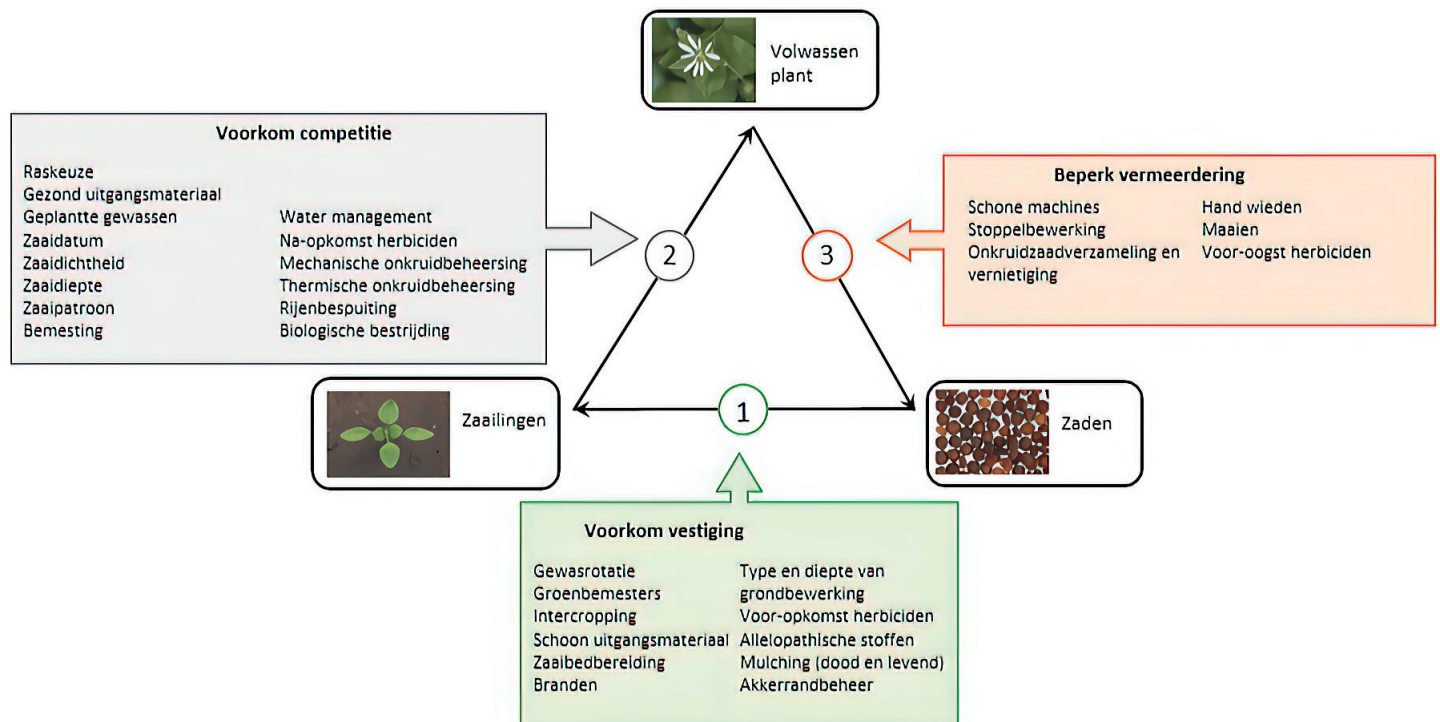 Volwassen
plant
Voorkom competitie
Raskeuze
Gezond uitgangsmateriaal
Geplantte gewassen
Zaaidatum
Zaaidichtheid
Zaaidiepte
Zaaipatroon
Bemesting
Water management
Na-opkomst herbiciden
Mechanische onkruidbeheersing
Thermische onkruidbeheersing
Rijenbespuiting
Biologische bestrijding
2
3
Beperk vermeerdering
Schone machines
Stoppelbewerking
Onkruidzaadverzameling en
vernietiging
Hand wieden
Maaien
Voor-oogst herbiciden
Zaailingen
1
Zaden
Voorkom vestiging
Gewasrotatie
Groenbemesters
Intercropping
Schoon uitgangsmateriaal
Zaaibedbereiding
Branden
Type en diepte van
grondbewerking
Voor-opkomst herbiciden
Allelopathische stoffen
Mulching (dood en levend)
Akkerrandbeheer